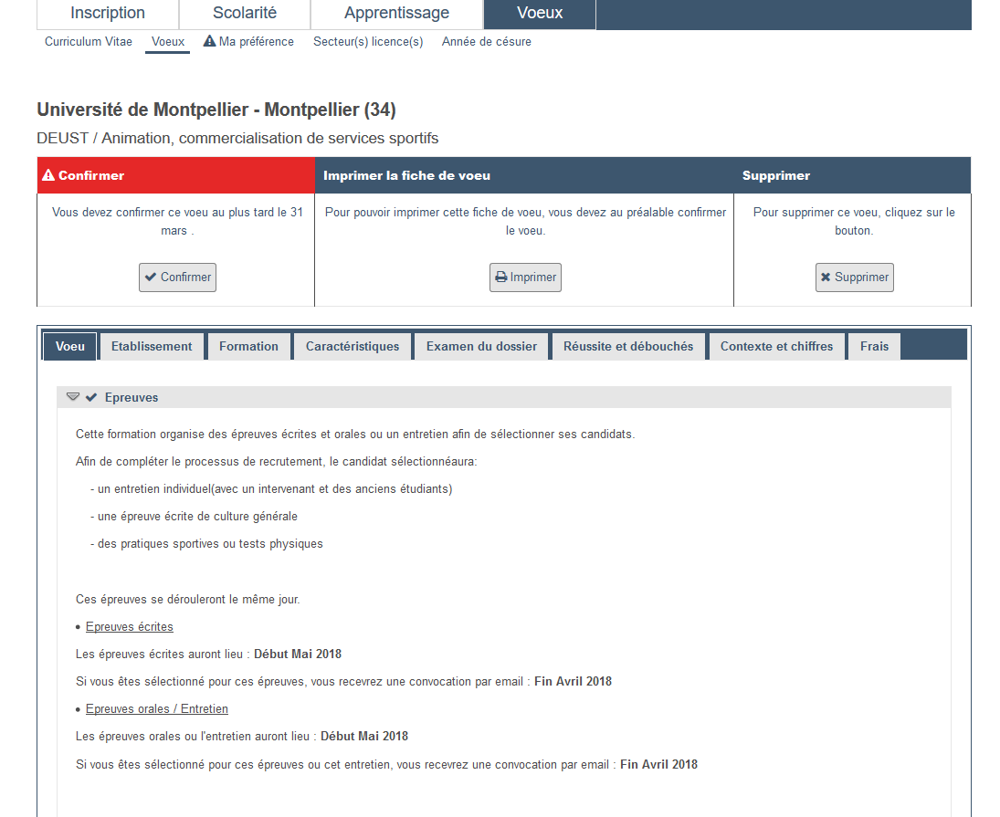 Inscription Scolarité Apprentissage Voeux
Curriculum Vitae Voeux Ma préférence Secteur(s) licence(s) Année de césure
Université de Montpellier - Montpellier (34)
DEUST / Animation, commercialisation de services sportifs
Confirmer Imprimer la fiche de voeu Supprimer
Vous devez confirmer ce voeu au plus tard le 31
mars .
Pour pouvoir imprimer cette fiche de voeu, vous devez au préalable confirmer
le voeu.
Pour supprimer ce voeu, cliquez sur le
bouton.
Confirmer Imprimer Supprimer
Voeu Etablissement Formation Caractéristiques Examen du dossier Réussite et débouchés Contexte et chiffres Frais
Epreuves
Cette formation organise des épreuves écrites et orales ou un entretien afin de sélectionner ses candidats.
Afin de compléter le processus de recrutement, le candidat sélectionnéaura:
- un entretien individuel(avec un intervenant et des anciens étudiants)
- une épreuve écrite de culture générale
- des pratiques sportives ou tests physiques
Ces épreuves se dérouleront le même jour.
• Epreuves écrites
Les épreuves écrites auront lieu : Début Mai 2018
Si vous êtes sélectionné pour ces épreuves, vous recevrez une convocation par email : Fin Avril 2018
• Epreuves orales / Entretien
Les épreuves orales ou l'entretien auront lieu : Début Mai 2018
Si vous êtes sélectionné pour ces épreuves ou cet entretien, vous recevrez une convocation par email : Fin Avril 2018